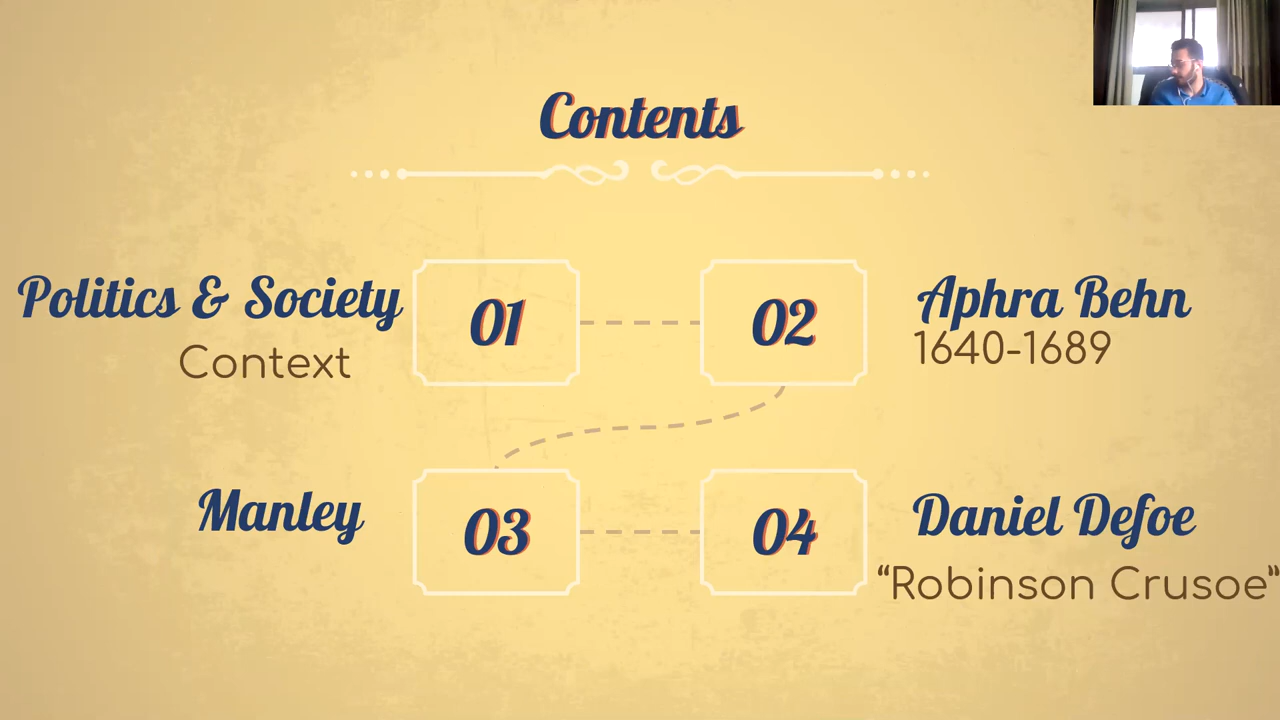 Contents
Politics & Society
Context
01
02
Aphra Behn
1640-1689
Manley
03
04
Daniel Defoe
“Robinson Crusoe”